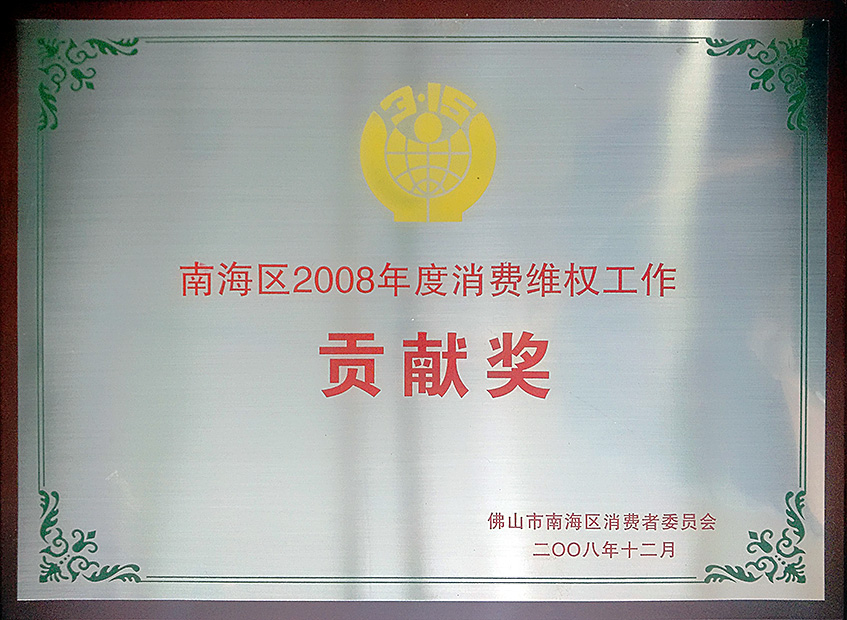 3·15
南海区2008年度消费维权工作
贡献奖
佛山市南海区消费者委员会
二〇〇八年十二月